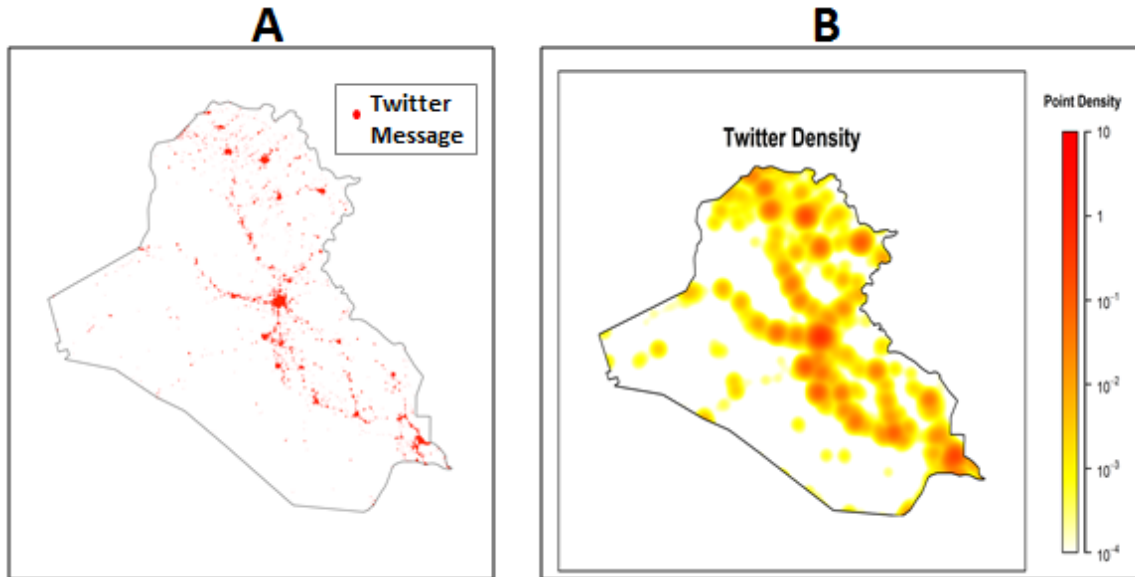 A
B
Twitter
Message
Twitter Density
Point Density
10
1
10⁻¹
10⁻²
10⁻³
10⁻⁴